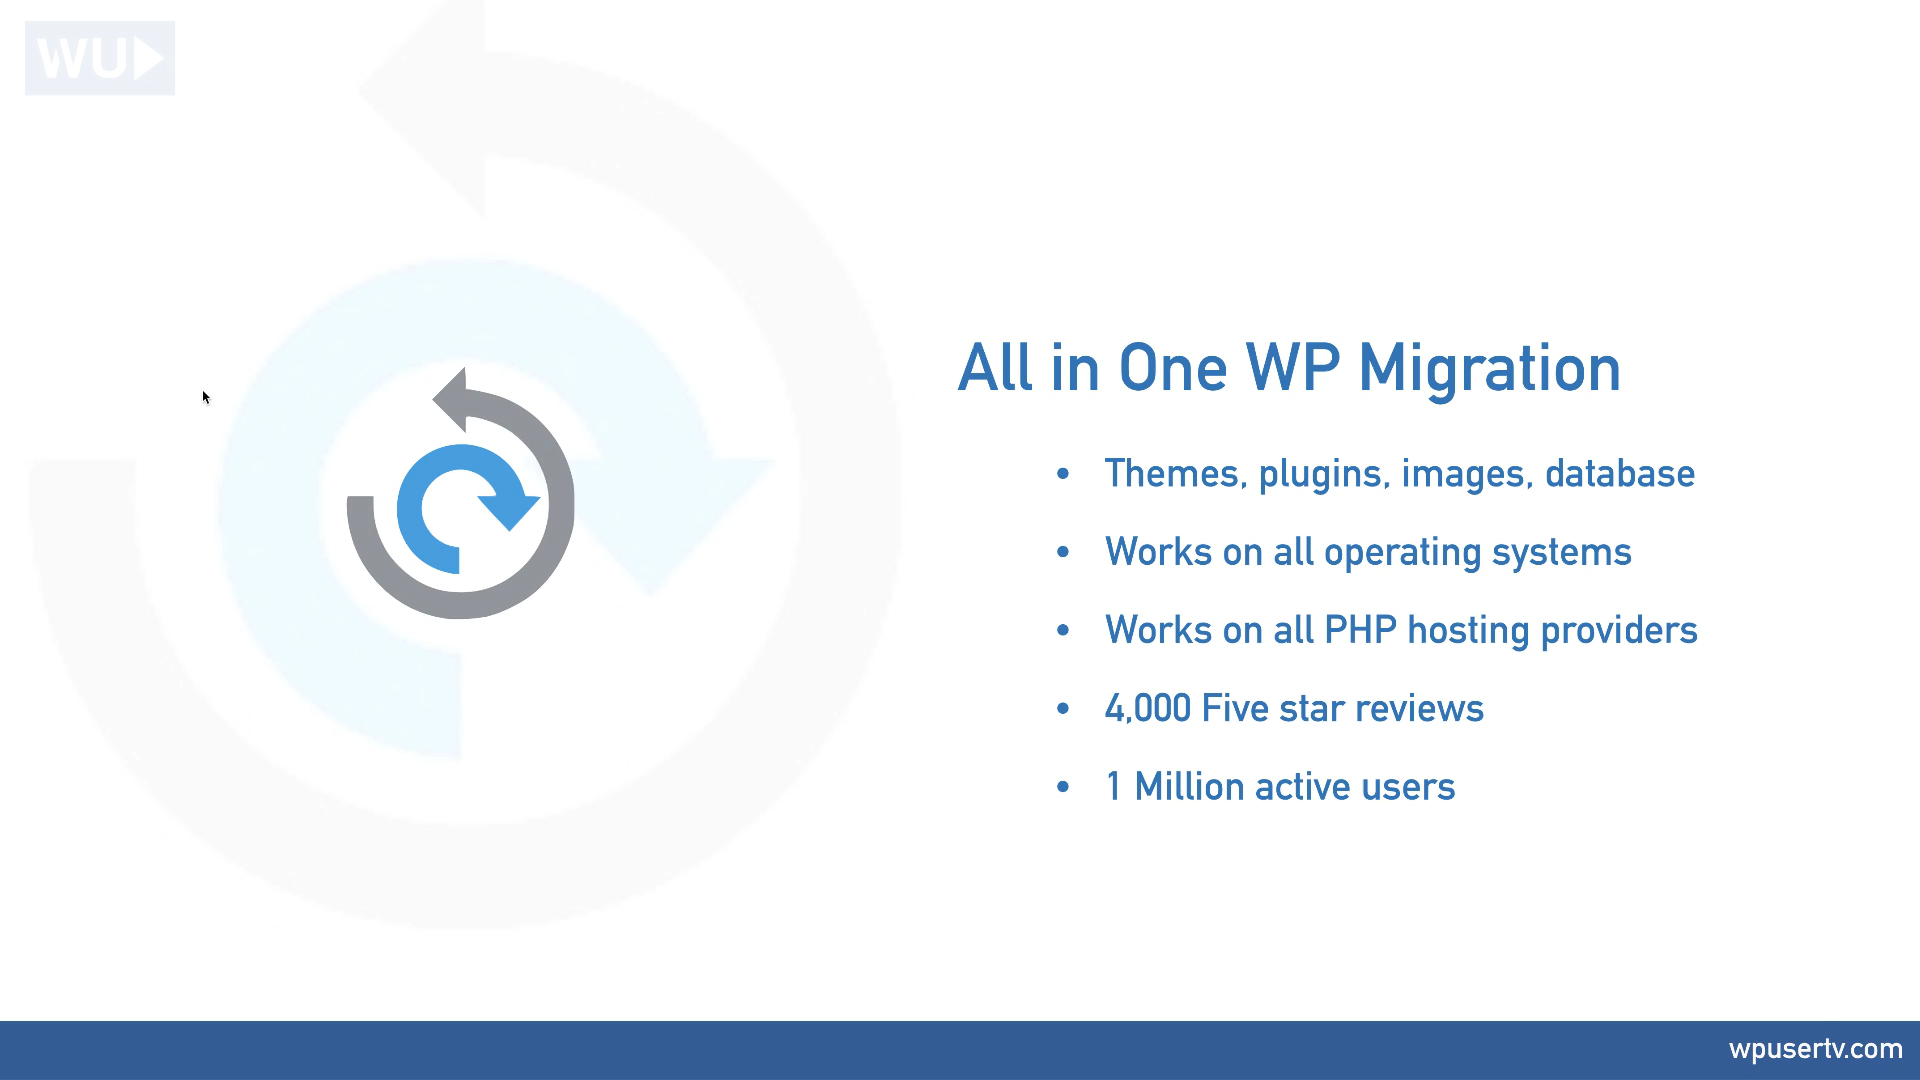 WU
All in One WP Migration
• Themes, plugins, images, database
• Works on all operating systems
• Works on all PHP hosting providers
• 4,000 Five star reviews
• 1 Million active users
wpusertv.com